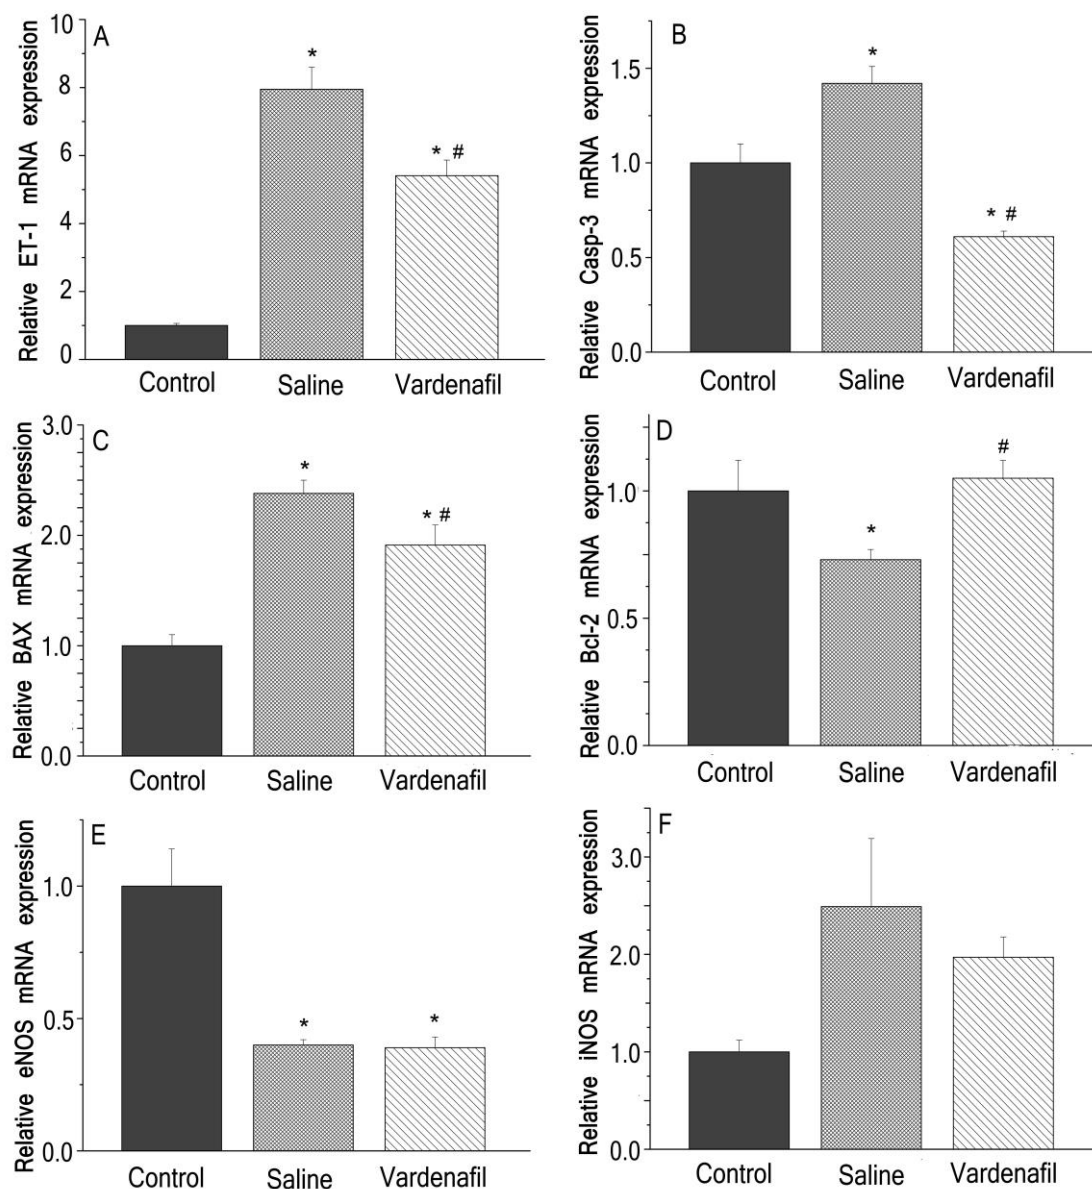 A
Relative ET-1 mRNA expression
10
8
6
4
2
0
*
* #
Control
Saline
Vardenafil
B
Relative Casp-3 mRNA expression
1.5
1.0
0.5
0.0
*
* #
Control
Saline
Vardenafil
C
Relative BAX mRNA expression
3.0
2.0
1.0
0.0
*
* #
Control
Saline
Vardenafil
D
Relative Bcl-2 mRNA expression
1.0
0.5
0.0
*
#
Control
Saline
Vardenafil
E
Relative eNOS mRNA expression
1.0
0.5
0.0
*
*
Control
Saline
Vardenafil
F
Relative iNOS mRNA expression
3.0
2.0
1.0
0.0
Control
Saline
Vardenafil